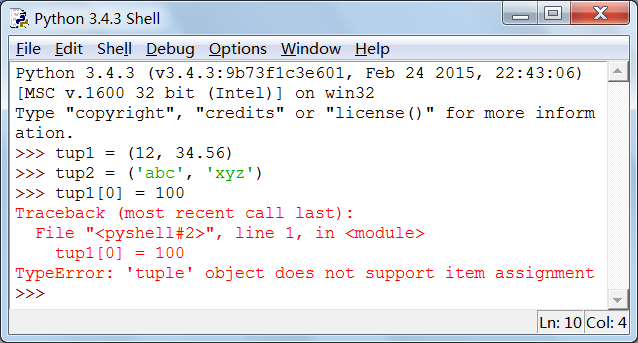 Python 3.4.3 Shell
File Edit Shell Debug Options Window Help
Python 3.4.3 (v3.4.3:9b73f1c3e601, Feb 24 2015, 22:43:06)
[MSC v.1600 32 bit (Intel)] on win32
Type "copyright", "credits" or "license()" for more inform
ation.
>>> tup1 = (12, 34.56)
>>> tup2 = ('abc', 'xyz')
>>> tup1[0] = 100
Traceback (most recent call last):
  File "<pyshell#2>", line 1, in <module>
    tup1[0] = 100
TypeError: 'tuple' object does not support item assignment
>>>
Ln: 10 Col: 4